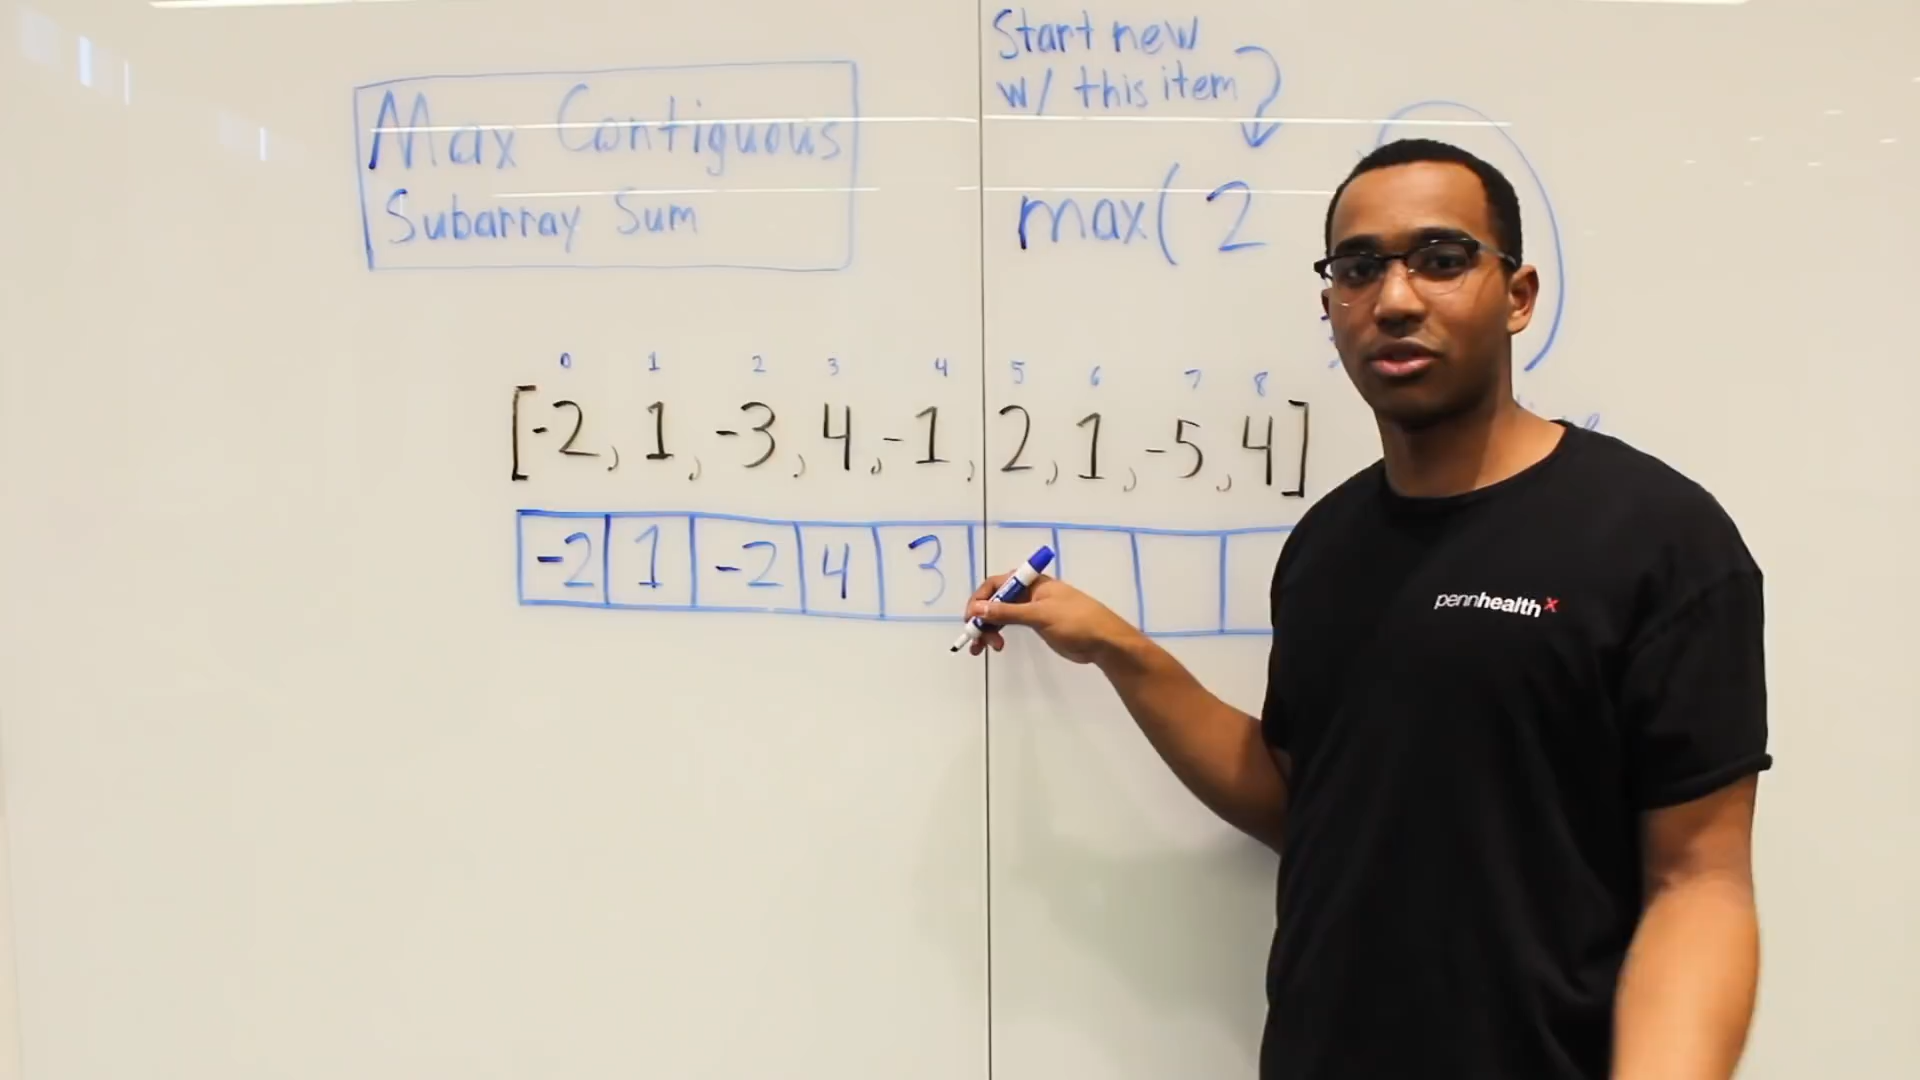 Start new
w/ this item
Max Contiguous
Subarray Sum
max( 2
0 1 2 3 4 5 6 7 8
[-2, 1, -3, 4, -1, 2, 1, -5, 4]
-2 1 -2 4 3
pennhealthx